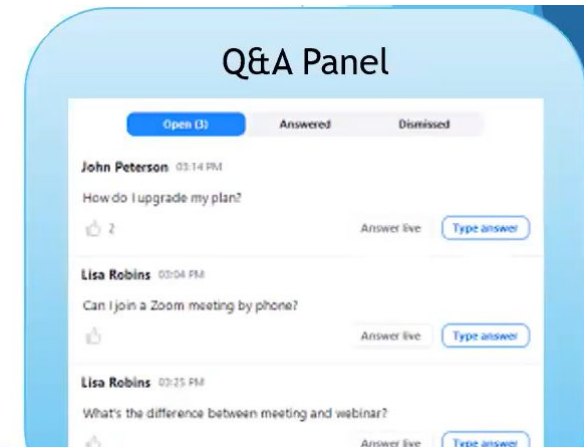 Q&A Panel
Open (3) Answered Dismissed
John Peterson 03:14 PM
How do I upgrade my plan?
2
Answer live Type answer
Lisa Robins 03:04 PM
Can I join a Zoom meeting by phone?
Answer live Type answer
Lisa Robins 03:25 PM
What's the difference between meeting and webinar?
Answer live Type answer